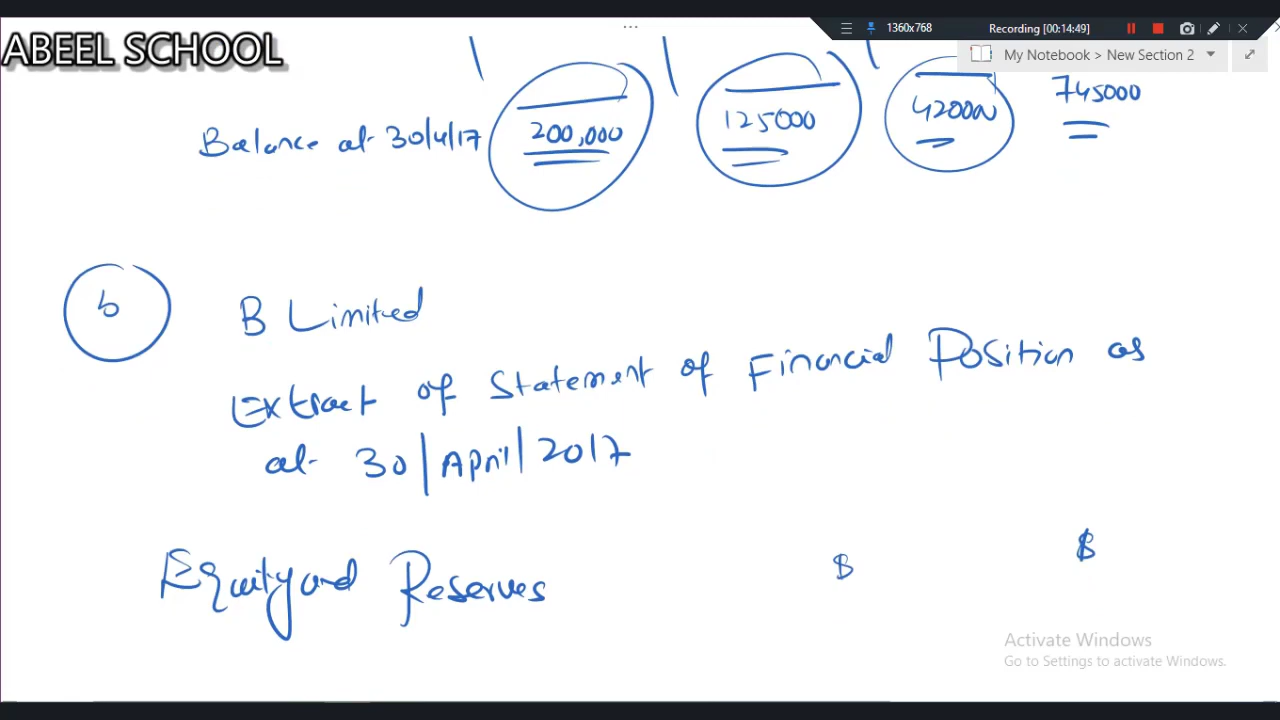 1360x768 Recording [00:14:49]
ABEEL SCHOOL
My Notebook > New Section 2
745000
Balance at 30/4/17 200,000 125000 420000
b B Limited
Extract of Statement of Financial Position as
at 30/April/2017
Equity and Reserves $ $
Activate Windows
Go to Settings to activate Windows.